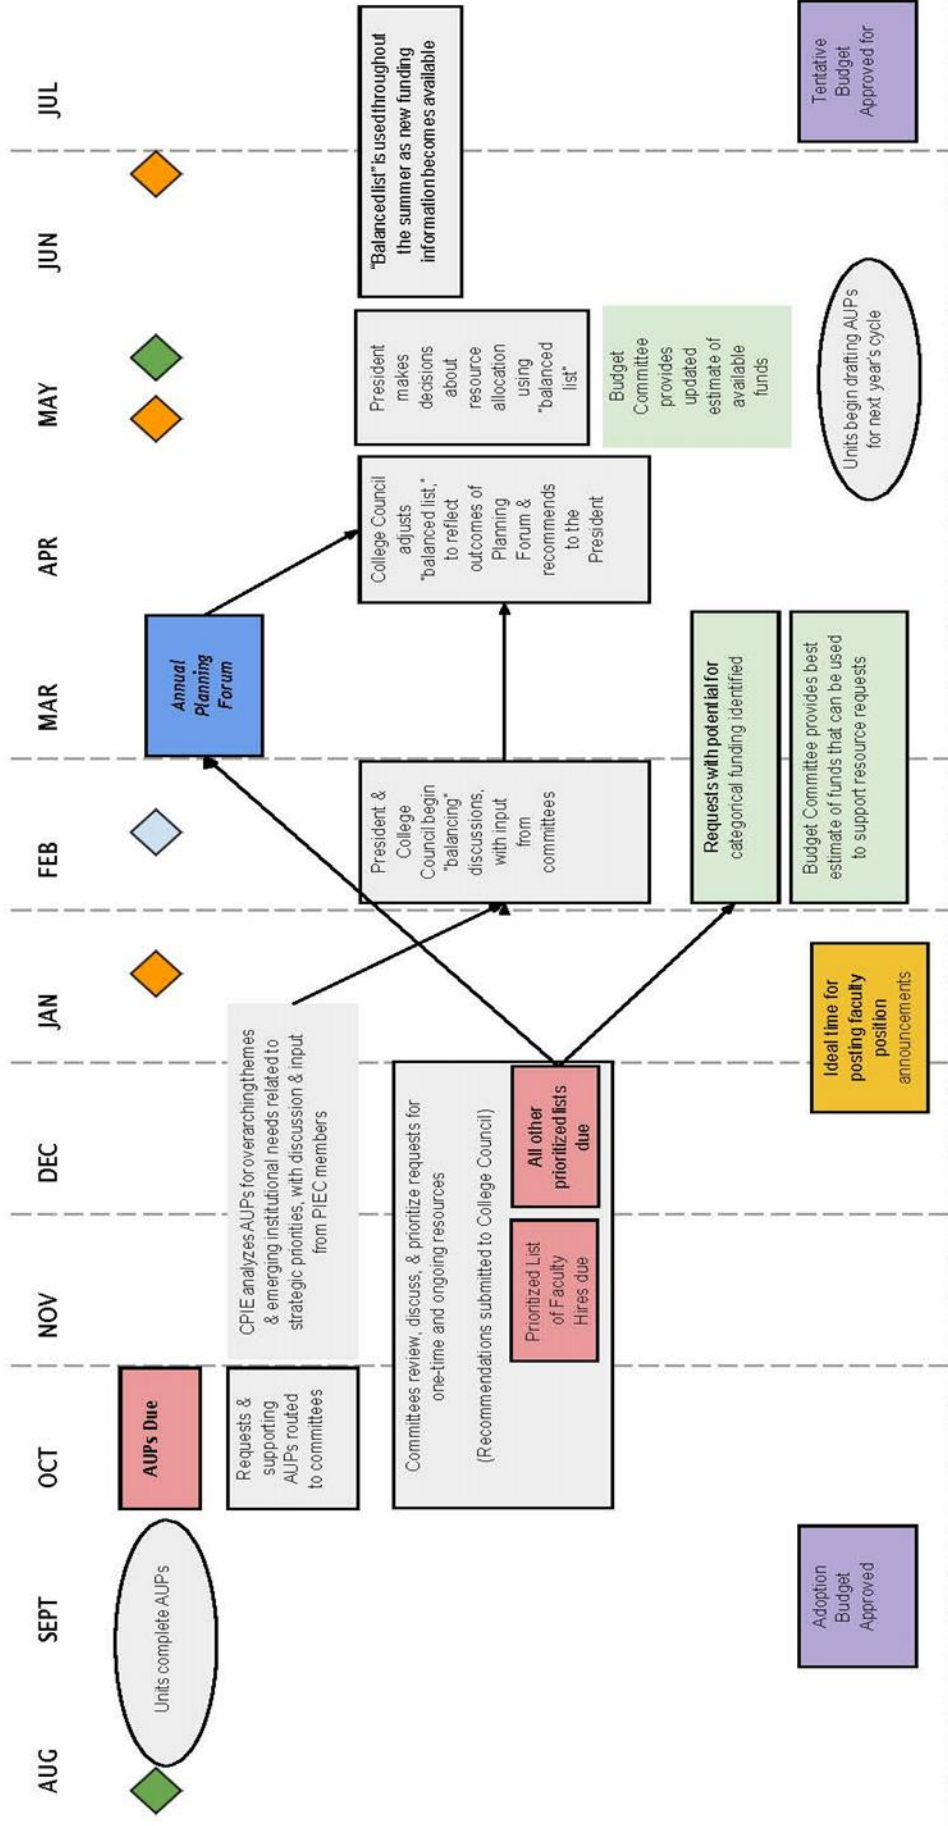 AUG
SEPT
OCT
NOV
DEC
JAN
FEB
MAR
APR
MAY
JUN
JUL
Units complete AUPs
AUPs Due
Annual
Planning
Forum
Requests &
supporting
AUPs routed
to committees
CPIE analyzes AUPs for overarching themes
& emerging institutional needs related to
strategic priorities, with discussion & input
from PIEC members
Committees review, discuss, & prioritize requests for
one-time and ongoing resources
(Recommendations submitted to College Council)
Prioritized List
of Faculty
Hires due
All other
prioritized lists
due
President &
College
Council begin
"balancing"
discussions,
with input
from
committees
College Council
adjusts
"balanced list,"
to reflect
outcomes of
Planning
Forum &
recommends
to the
President
President
makes
decisions
about
resource
allocation
using
"balanced
list"
"Balanced list" is used throughout
the summer as new funding
information becomes available
Budget
Committee
provides
updated
estimate of
available
funds
Requests with potential for
categorical funding identified
Budget Committee provides best
estimate of funds that can be used
to support resource requests
Adoption
Budget
Approved
Ideal time for
posting faculty
position
announcements
Units begin drafting AUPs
for next year's cycle
Tentative
Budget
Approved for